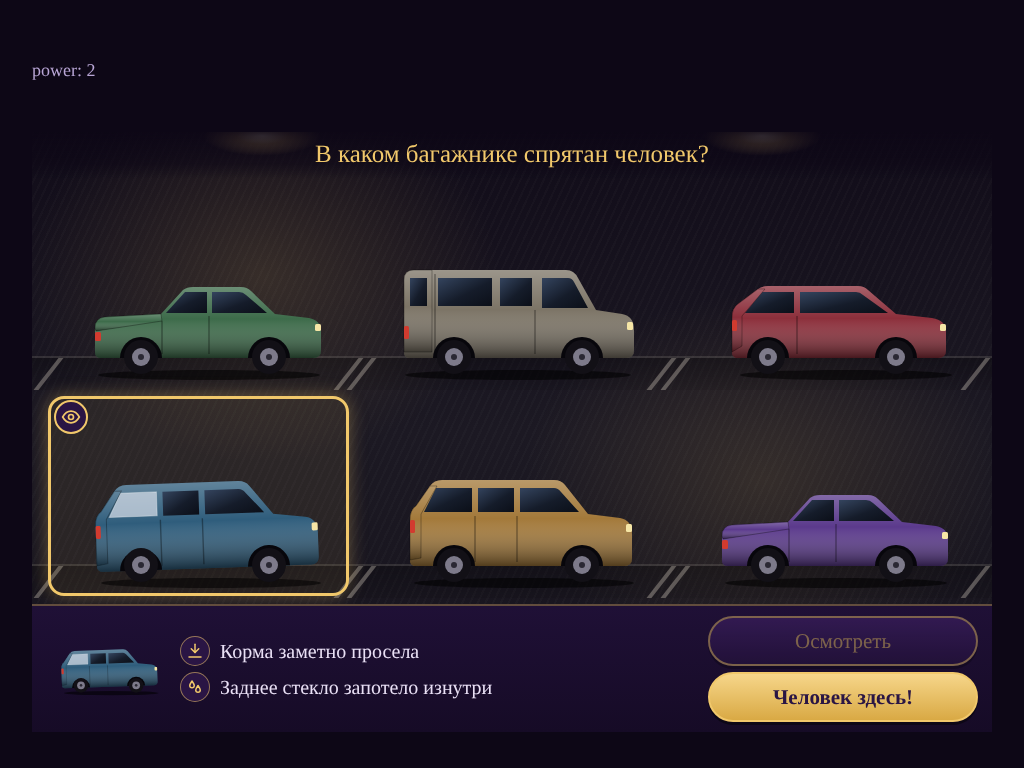 power: 2
В каком багажнике спрятан человек?
Корма заметно просела
Заднее стекло запотело изнутри
Осмотреть
Человек здесь!